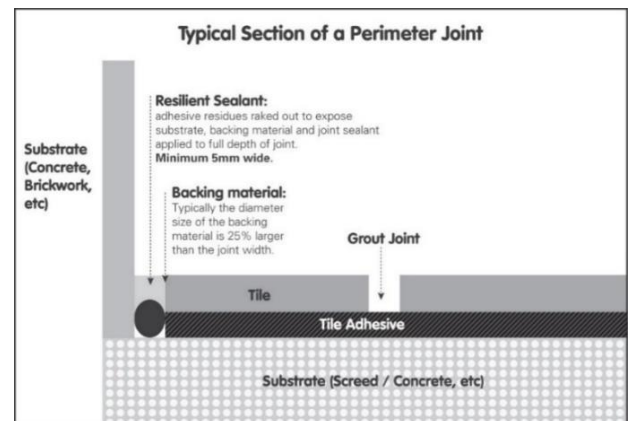 Typical Section of a Perimeter Joint
Resilient Sealant:
adhesive residues raked out to expose
substrate, backing material and joint sealant
applied to full depth of joint.
Minimum 5mm wide.
Substrate
(Concrete,
Brickwork,
etc)
Backing material:
Typically the diameter
size of the backing
material is 25% larger
than the joint width.
Grout Joint
Tile
Tile Adhesive
Substrate (Screed / Concrete, etc)